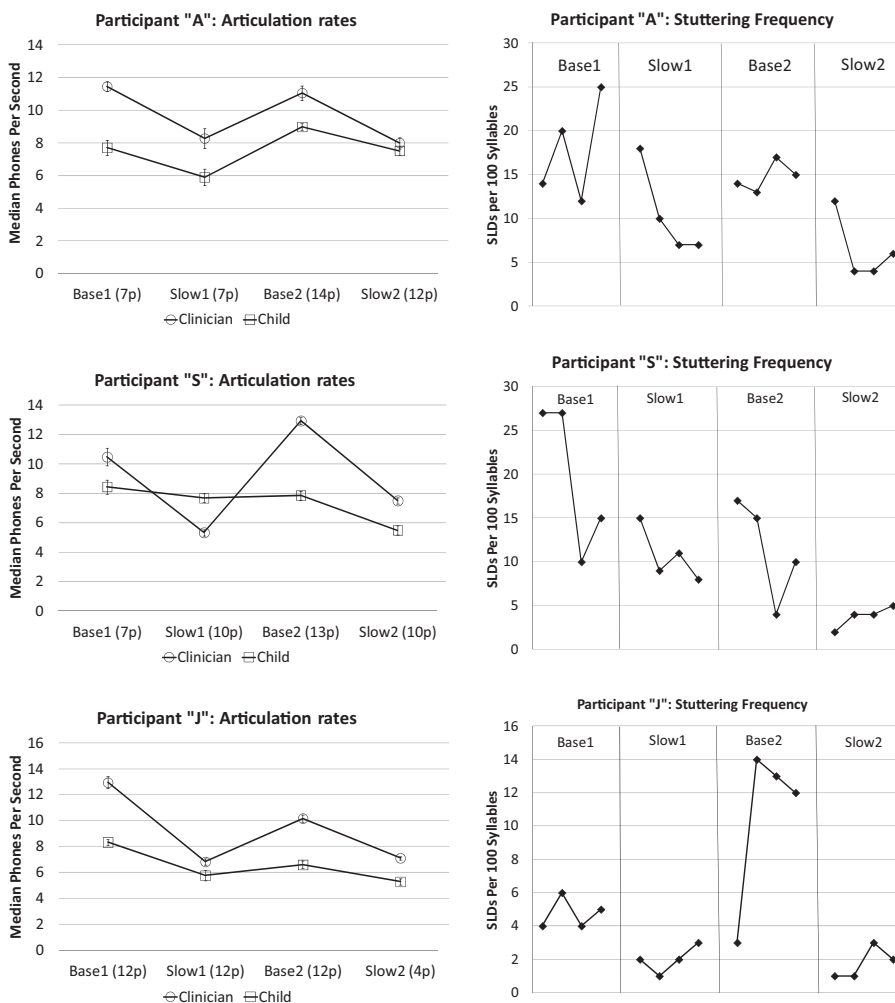 Participant "A": Articulation rates
Median Phones Per Second
14
12
10
8
6
4
2
0
Base1 (7p) Slow1 (7p) Base2 (14p) Slow2 (12p)
Clinician Child
Participant "A": Stuttering Frequency
SLDs per 100 Syllables
30
25
20
15
10
5
0
Base1 Slow1 Base2 Slow2
Participant "S": Articulation rates
Median Phones Per Second
14
12
10
8
6
4
2
0
Base1 (7p) Slow1 (10p) Base2 (13p) Slow2 (10p)
Clinician Child
Participant "S": Stuttering Frequency
SLDs Per 100 Syllables
30
25
20
15
10
5
0
Base1 Slow1 Base2 Slow2
Participant "J": Articulation rates
Median Phones Per Second
16
14
12
10
8
6
4
2
0
Base1 (12p) Slow1 (12p) Base2 (12p) Slow2 (4p)
Clinician Child
Participant "J": Stuttering Frequency
SLDs Per 100 Syllables
16
14
12
10
8
6
4
2
0
Base1 Slow1 Base2 Slow2